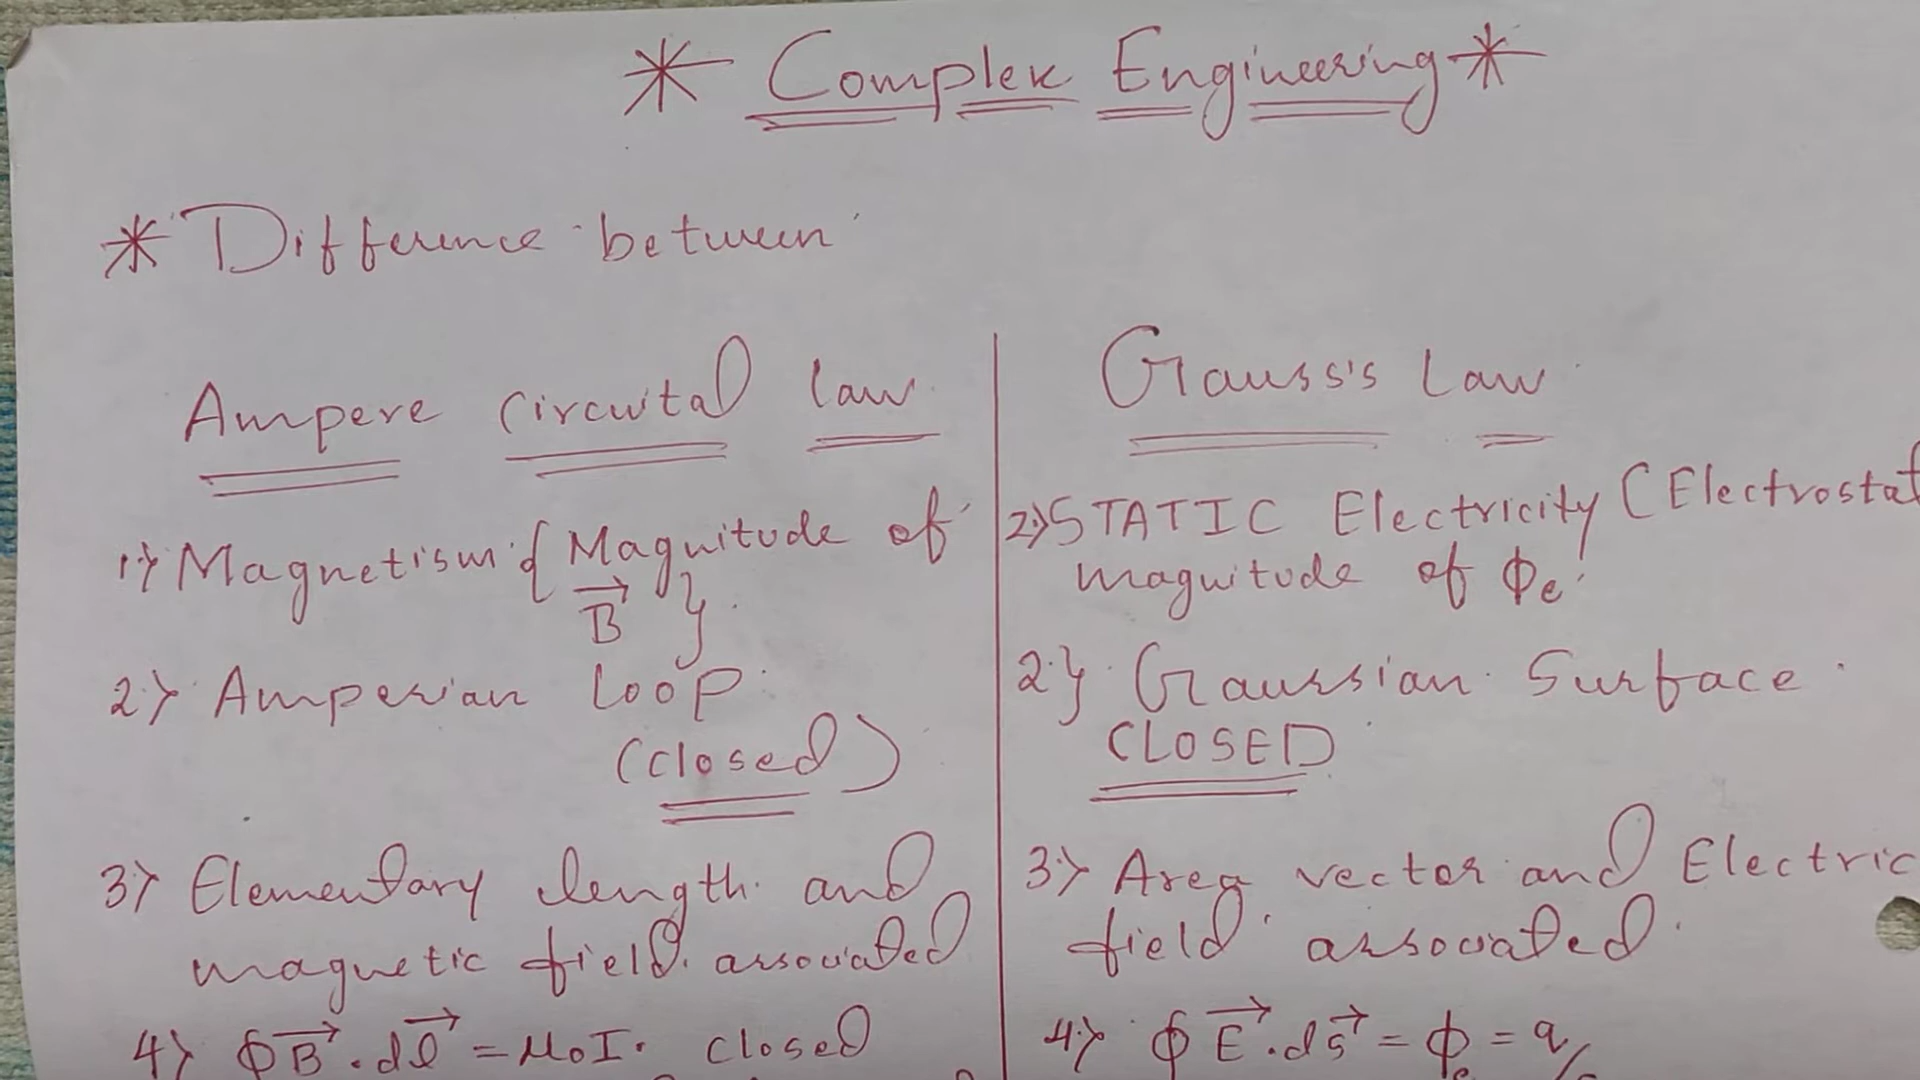 * Complex Engineering *
* Difference between
Ampere circuital law
1) Magnetism { Magnitude of
B⃗ }
2) Amperian loop
(closed)
3) Elementary length and
magnetic field associated
4) ∮B⃗.dl⃗ = μ₀I. closed
Gauss's Law
2) STATIC Electricity (Electrostat
magnitude of Φe
2} Gaussian Surface
CLOSED
3) Area vector and Electric
field associated
4) ∮E⃗.ds⃗ = ϕe = q/